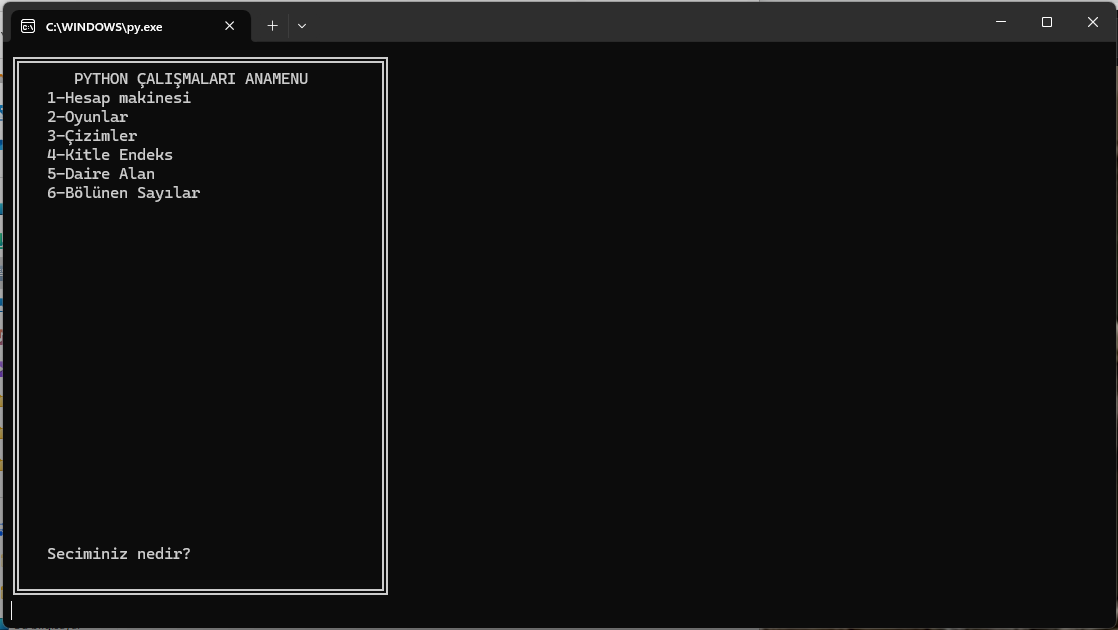 C:\WINDOWS\py.exe
PYTHON ÇALIŞMALARI ANAMENU
1-Hesap makinesi
2-Oyunlar
3-Çizimler
4-Kitle Endeks
5-Daire Alan
6-Bölünen Sayılar
Seciminiz nedir?